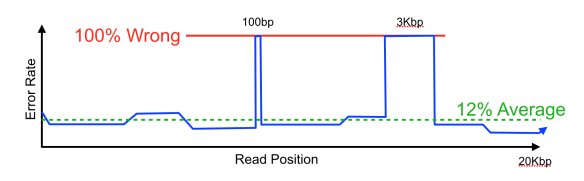 100bp
3Kbp
100% Wrong
Error Rate
12% Average
Read Position
20Kbp